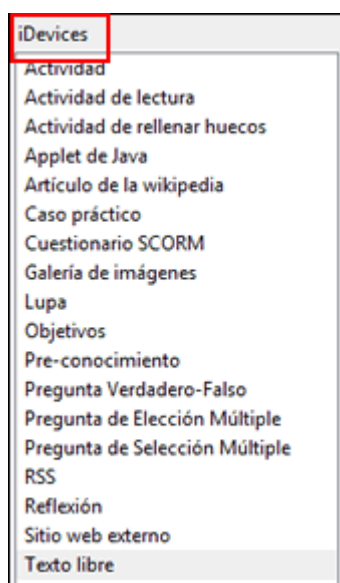 iDevices
Actividad
Actividad de lectura
Actividad de rellenar huecos
Applet de Java
Artículo de la wikipedia
Caso práctico
Cuestionario SCORM
Galería de imágenes
Lupa
Objetivos
Pre-conocimiento
Pregunta Verdadero-Falso
Pregunta de Elección Múltiple
Pregunta de Selección Múltiple
RSS
Reflexión
Sitio web externo
Texto libre